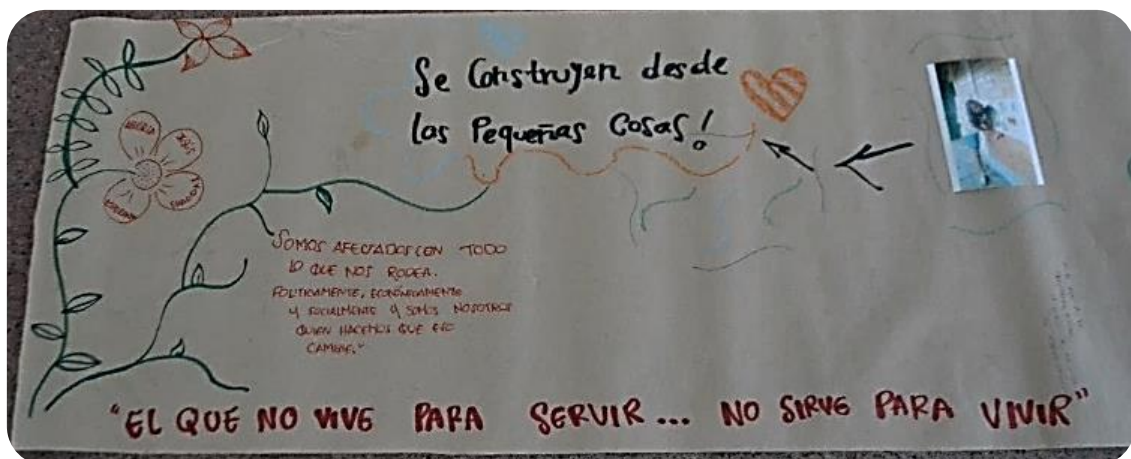 Se Construyen desde
las Pequeñas Cosas!
SOMOS AFECTADOS CON TODO
LO QUE NOS RODEA.
POLITICAMENTE, ECONÓMICAMENTE
Y SOCIALMENTE Y SOMOS NOSOTROS
QUIEN HACEMOS QUE ESO
CAMBIE."
"EL QUE NO VIVE PARA SERVIR... NO SIRVE PARA VIVIR"